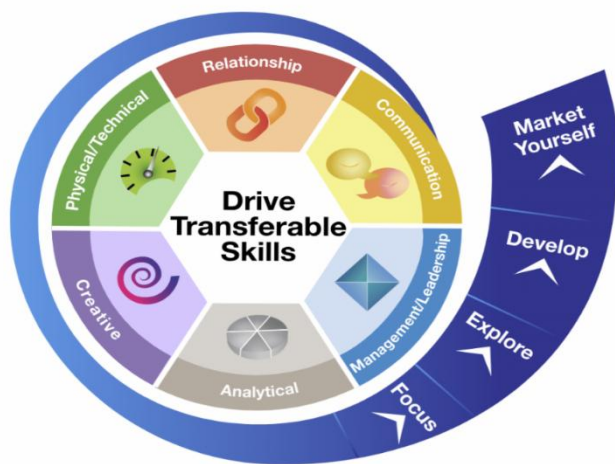 Relationship
Communication
Management/Leadership
Analytical
Creative
Physical/Technical
Drive
Transferable
Skills
Focus
Explore
Develop
Market
Yourself